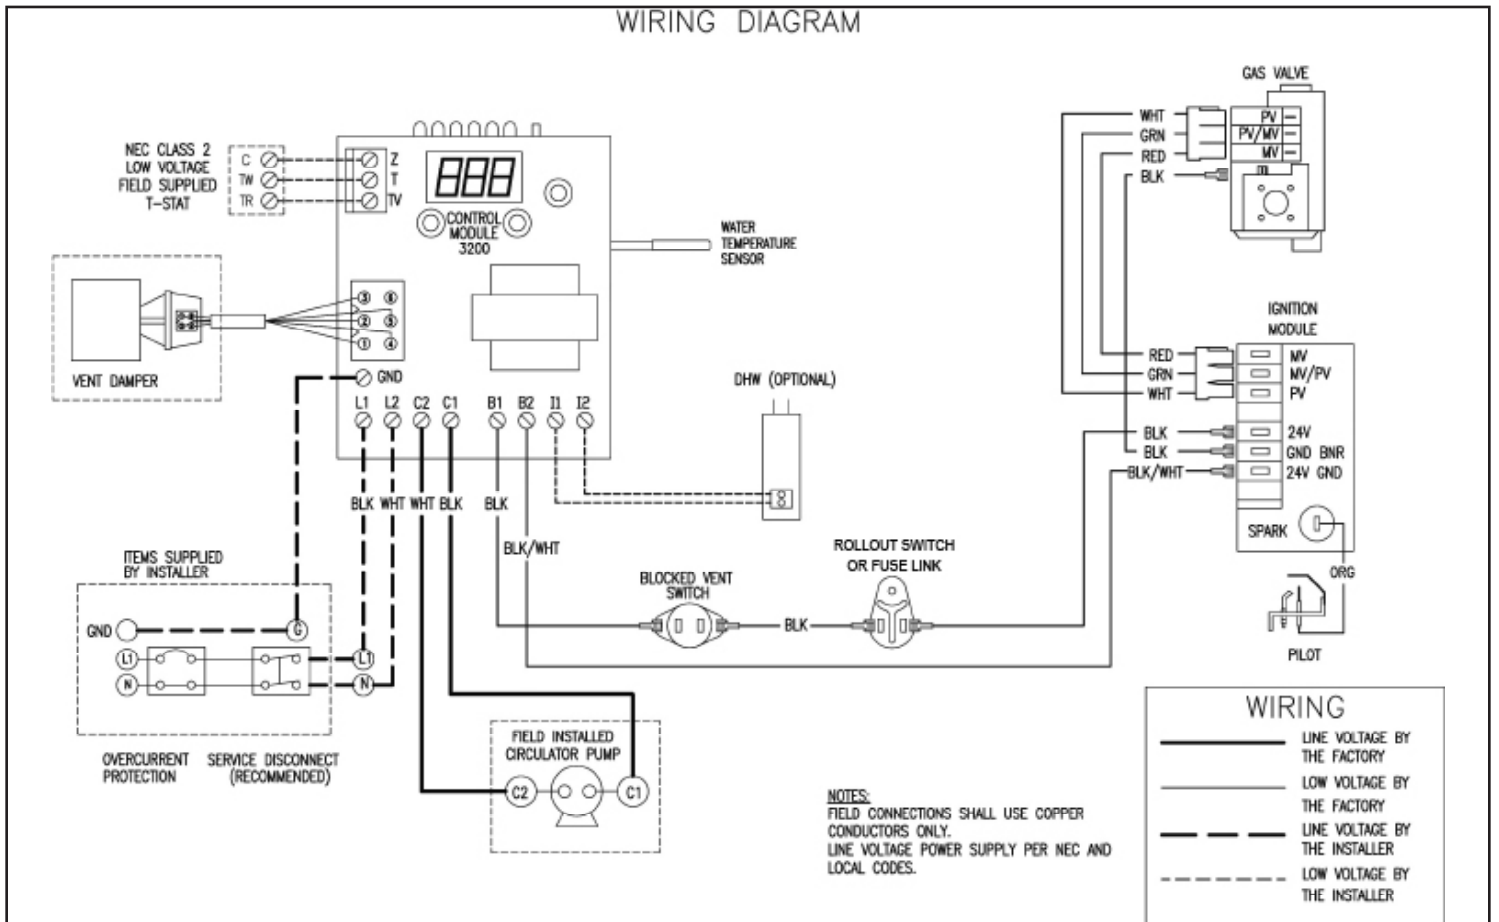 WIRING DIAGRAM
GAS VALVE
WHT
GRN
RED
BLK
PV
PV/MV
MV
NEC CLASS 2
LOW VOLTAGE
FIELD SUPPLIED
T-STAT
C
TW
TR
Z
T
TV
CONTROL
MODULE
3200
WATER
TEMPERATURE
SENSOR
VENT DAMPER
3 6
2 5
1 4
GND
L1 L2 C2 C1 B1 B2 I1 I2
DHW (OPTIONAL)
IGNITION
MODULE
RED
GRN
WHT
BLK
BLK
BLK/WHT
MV
MV/PV
PV
24V
GND BNR
24V GND
SPARK
ORG
PILOT
BLK WHT WHT BLK BLK
BLK/WHT
ITEMS SUPPLIED
BY INSTALLER
GND
G
L1
L1
N
N
OVERCURRENT
PROTECTION
SERVICE DISCONNECT
(RECOMMENDED)
BLOCKED VENT
SWITCH
BLK
ROLLOUT SWITCH
OR FUSE LINK
FIELD INSTALLED
CIRCULATOR PUMP
C2
C1
NOTES:
FIELD CONNECTIONS SHALL USE COPPER
CONDUCTORS ONLY.
LINE VOLTAGE POWER SUPPLY PER NEC AND
LOCAL CODES.
WIRING
LINE VOLTAGE BY
THE FACTORY
LOW VOLTAGE BY
THE FACTORY
LINE VOLTAGE BY
THE INSTALLER
LOW VOLTAGE BY
THE INSTALLER